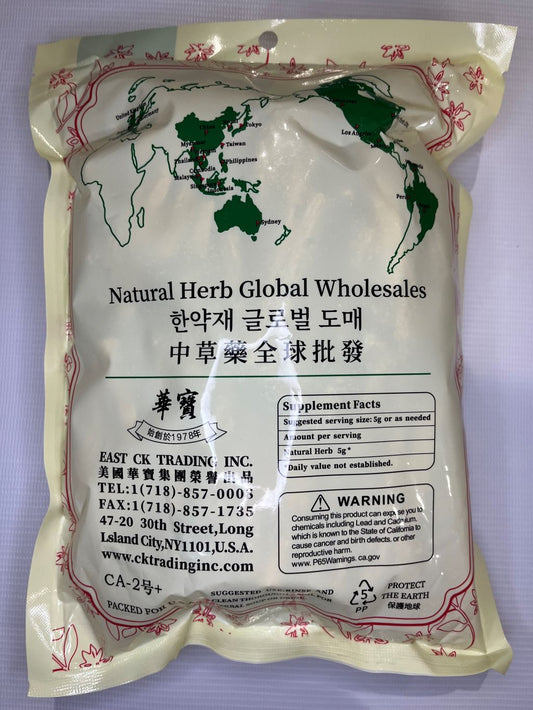 Tokyo
China
Taiwan
Philippines
Sydney
Los Angeles
Natural Herb Global Wholesales
한약재 글로벌 도매
中草藥全球批發
華寶
始創於1978年
EAST CK TRADING INC.
美國華寶集團榮譽出品
TEL:1(718)-857-0003
FAX:1(718)-857-1735
47-20 30th Street,Long
Lsland City,NY1101,U.S.A.
www.cktradinginc.com
CA-2号+
Supplement Facts
Suggested serving size: 5g or as needed
Amount per serving
Natural Herb 5g*
*Daily value not established.
WARNING
Consuming this product can expose you to
chemicals including Lead and Cadmium,
which is known to the State of California to
cause cancer and birth defects. or other
reproductive harm.
www. P65Warnings. ca.gov
5
PP
PROTECT
THE EARTH
保護地球
PACKED FOR